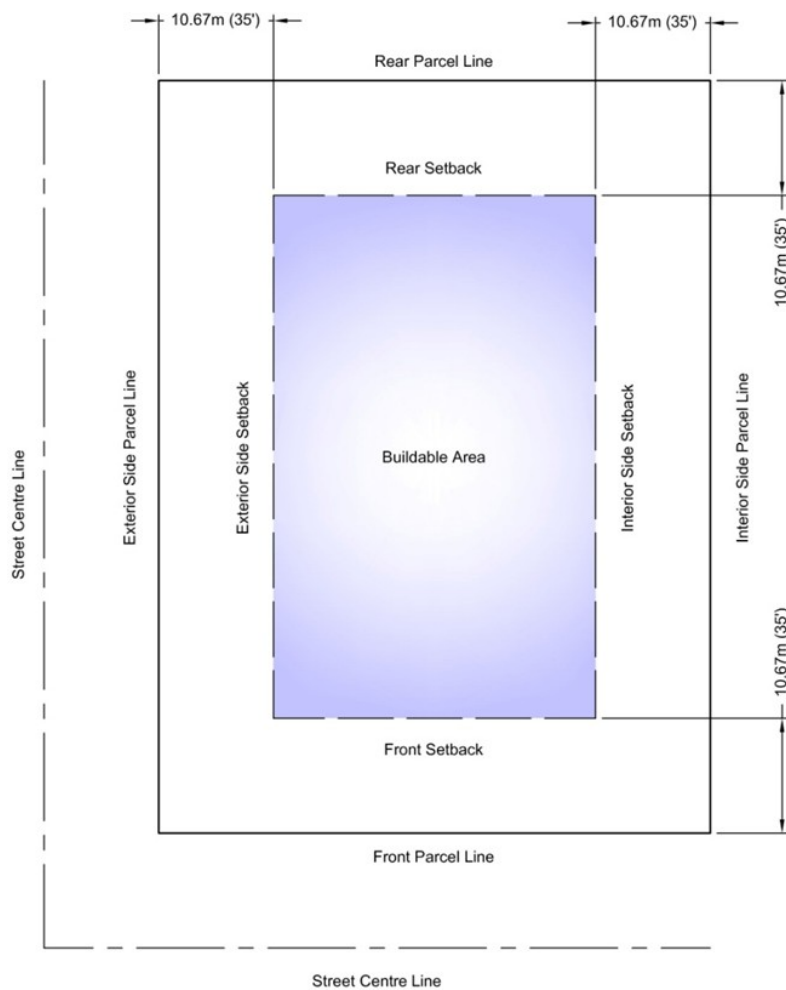 10.67m (35')
10.67m (35')
Rear Parcel Line
Rear Setback
10.67m (35')
Street Centre Line
Exterior Side Parcel Line
Exterior Side Setback
Buildable Area
Interior Side Setback
Interior Side Parcel Line
10.67m (35')
Front Setback
Front Parcel Line
Street Centre Line